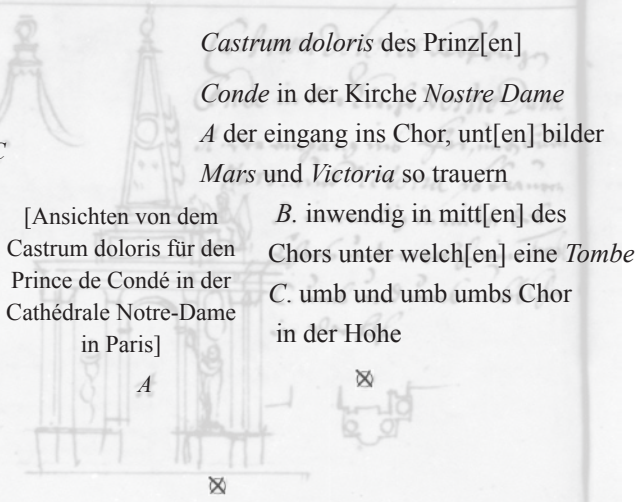 Castrum doloris des Prinz[en]
Conde in der Kirche Nostre Dame
A der eingang ins Chor, unt[en] bilder
C
Mars und Victoria so trauern
B. inwendig in mitt[en] des
Chors unter welch[en] eine Tombe
C. umb und umb umbs Chor
in der Hohe
[Ansichten von dem
Castrum doloris für den
Prince de Condé in der
Cathédrale Notre-Dame
in Paris]
A